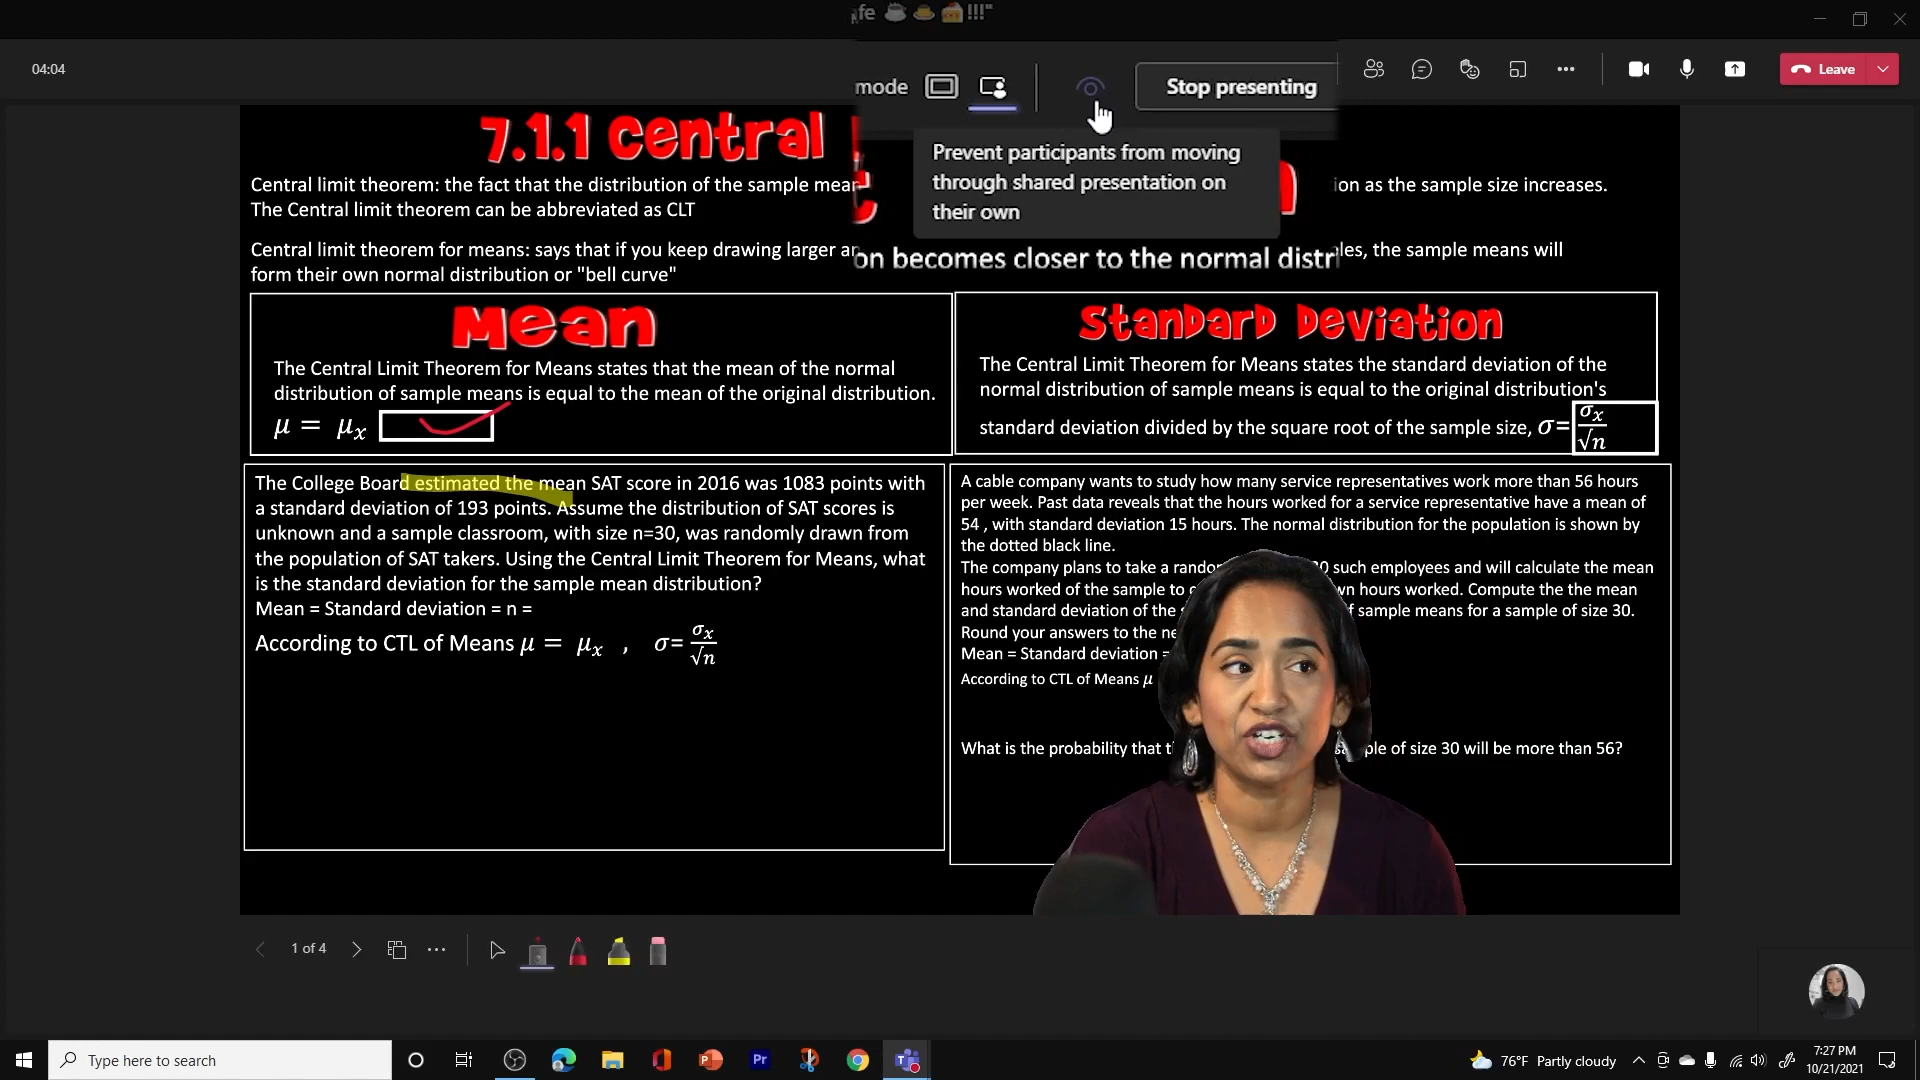 fe ☕ 🍮 🍰 !!!"
04:04
mode
Stop presenting
Leave
Prevent participants from moving
through shared presentation on
their own
7.1.1 Central
Central limit theorem: the fact that the distribution of the sample mean
ion as the sample size increases.
The Central limit theorem can be abbreviated as CLT
on becomes closer to the normal distri
Central limit theorem for means: says that if you keep drawing larger an
les, the sample means will
form their own normal distribution or "bell curve"
Mean
The Central Limit Theorem for Means states that the mean of the normal
distribution of sample means is equal to the mean of the original distribution.
μ = μx
Standard Deviation
The Central Limit Theorem for Means states the standard deviation of the
normal distribution of sample means is equal to the original distribution's
standard deviation divided by the square root of the sample size, σ= σx/√n
The College Board estimated the mean SAT score in 2016 was 1083 points with
a standard deviation of 193 points. Assume the distribution of SAT scores is
unknown and a sample classroom, with size n=30, was randomly drawn from
the population of SAT takers. Using the Central Limit Theorem for Means, what
is the standard deviation for the sample mean distribution?
Mean = Standard deviation = n =
According to CTL of Means μ = μx , σ= σx/√n
A cable company wants to study how many service representatives work more than 56 hours
per week. Past data reveals that the hours worked for a service representative have a mean of
54 , with standard deviation 15 hours. The normal distribution for the population is shown by
the dotted black line.
The company plans to take a rando 0 such employees and will calculate the mean
hours worked of the sample to wn hours worked. Compute the the mean
and standard deviation of the f sample means for a sample of size 30.
Round your answers to the ne
Mean = Standard deviation =
According to CTL of Means μ
What is the probability that t ple of size 30 will be more than 56?
1 of 4
Type here to search
Pr
76°F Partly cloudy
7:27 PM
10/21/2021